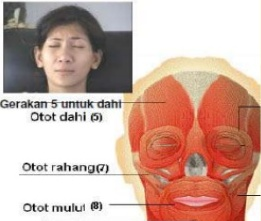 Gerakan 5 untuk dahi
Otot dahi (5)
Otot rahang(7)
Otot mulut (8)